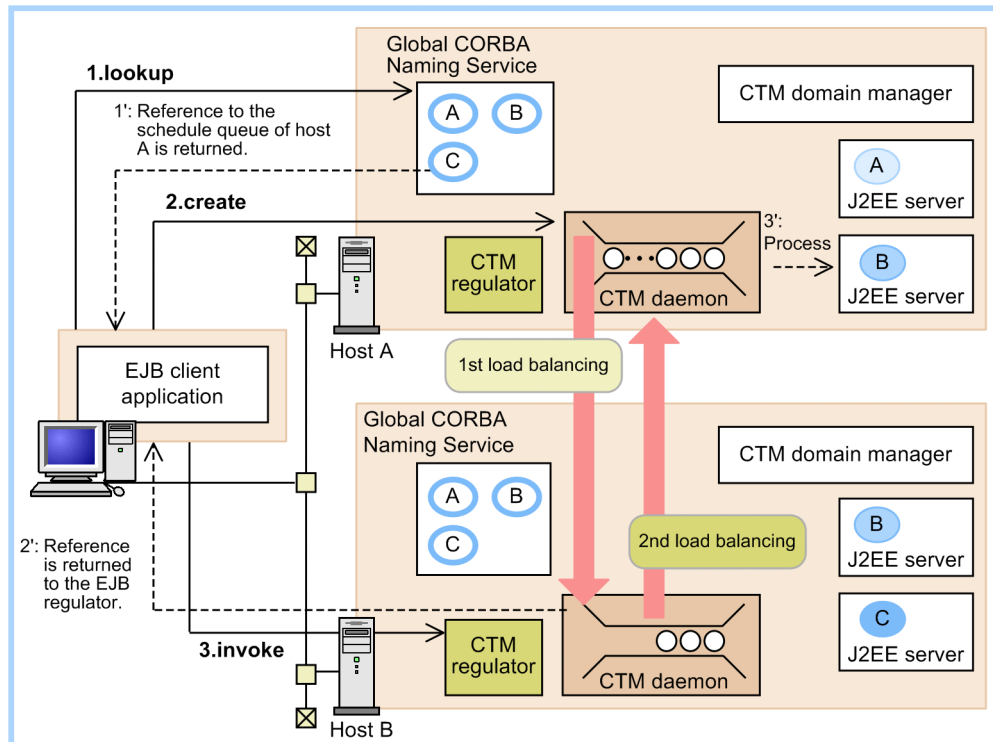 Global CORBA
Naming Service
1.lookup
A
B
C
CTM domain manager
1': Reference to the
schedule queue of host
A is returned.
A
J2EE server
2.create
3':
Process
B
J2EE server
CTM
regulator
CTM daemon
Host A
1st load balancing
EJB client
application
Global CORBA
Naming Service
CTM domain manager
A
B
C
2nd load balancing
B
J2EE server
2': Reference
is returned
to the EJB
regulator.
C
J2EE server
3.invoke
CTM
regulator
CTM daemon
Host B